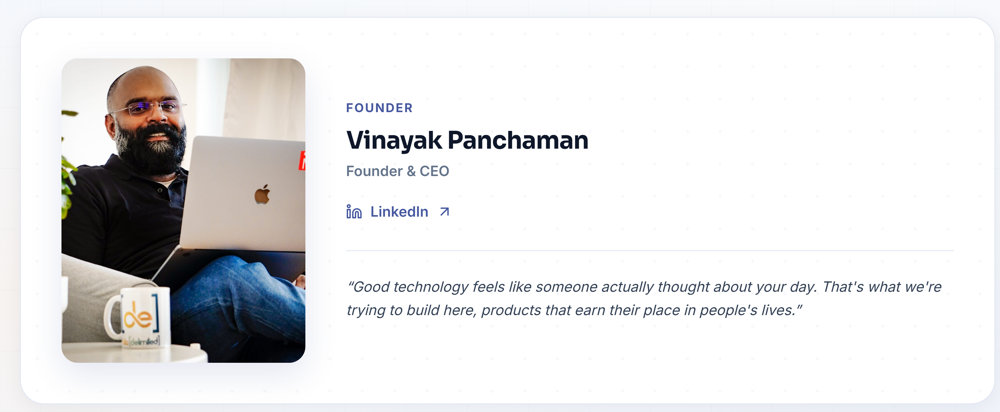 FOUNDER
Vinayak Panchaman
Founder & CEO
LinkedIn
“Good technology feels like someone actually thought about your day. That's what we're
trying to build here, products that earn their place in people's lives.”
de]
[delimited]